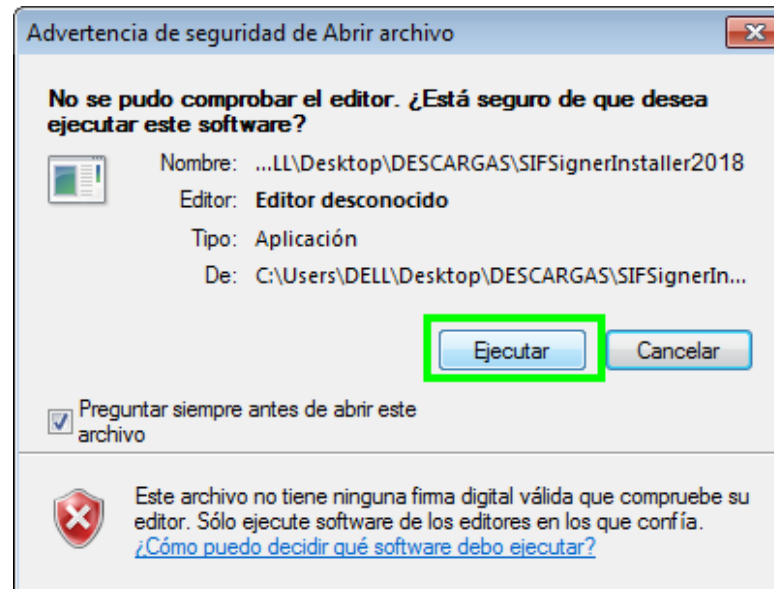 Advertencia de seguridad de Abrir archivo
No se pudo comprobar el editor. ¿Está seguro de que desea
ejecutar este software?
Nombre: ...LL\Desktop\DESCARGAS\SIFSignerInstaller2018
Editor: Editor desconocido
Tipo: Aplicación
De: C:\Users\DELL\Desktop\DESCARGAS\SIFSignerIn...
Ejecutar Cancelar
Preguntar siempre antes de abrir este
archivo
Este archivo no tiene ninguna firma digital válida que compruebe su
editor. Sólo ejecute software de los editores en los que confía.
¿Cómo puedo decidir qué software debo ejecutar?